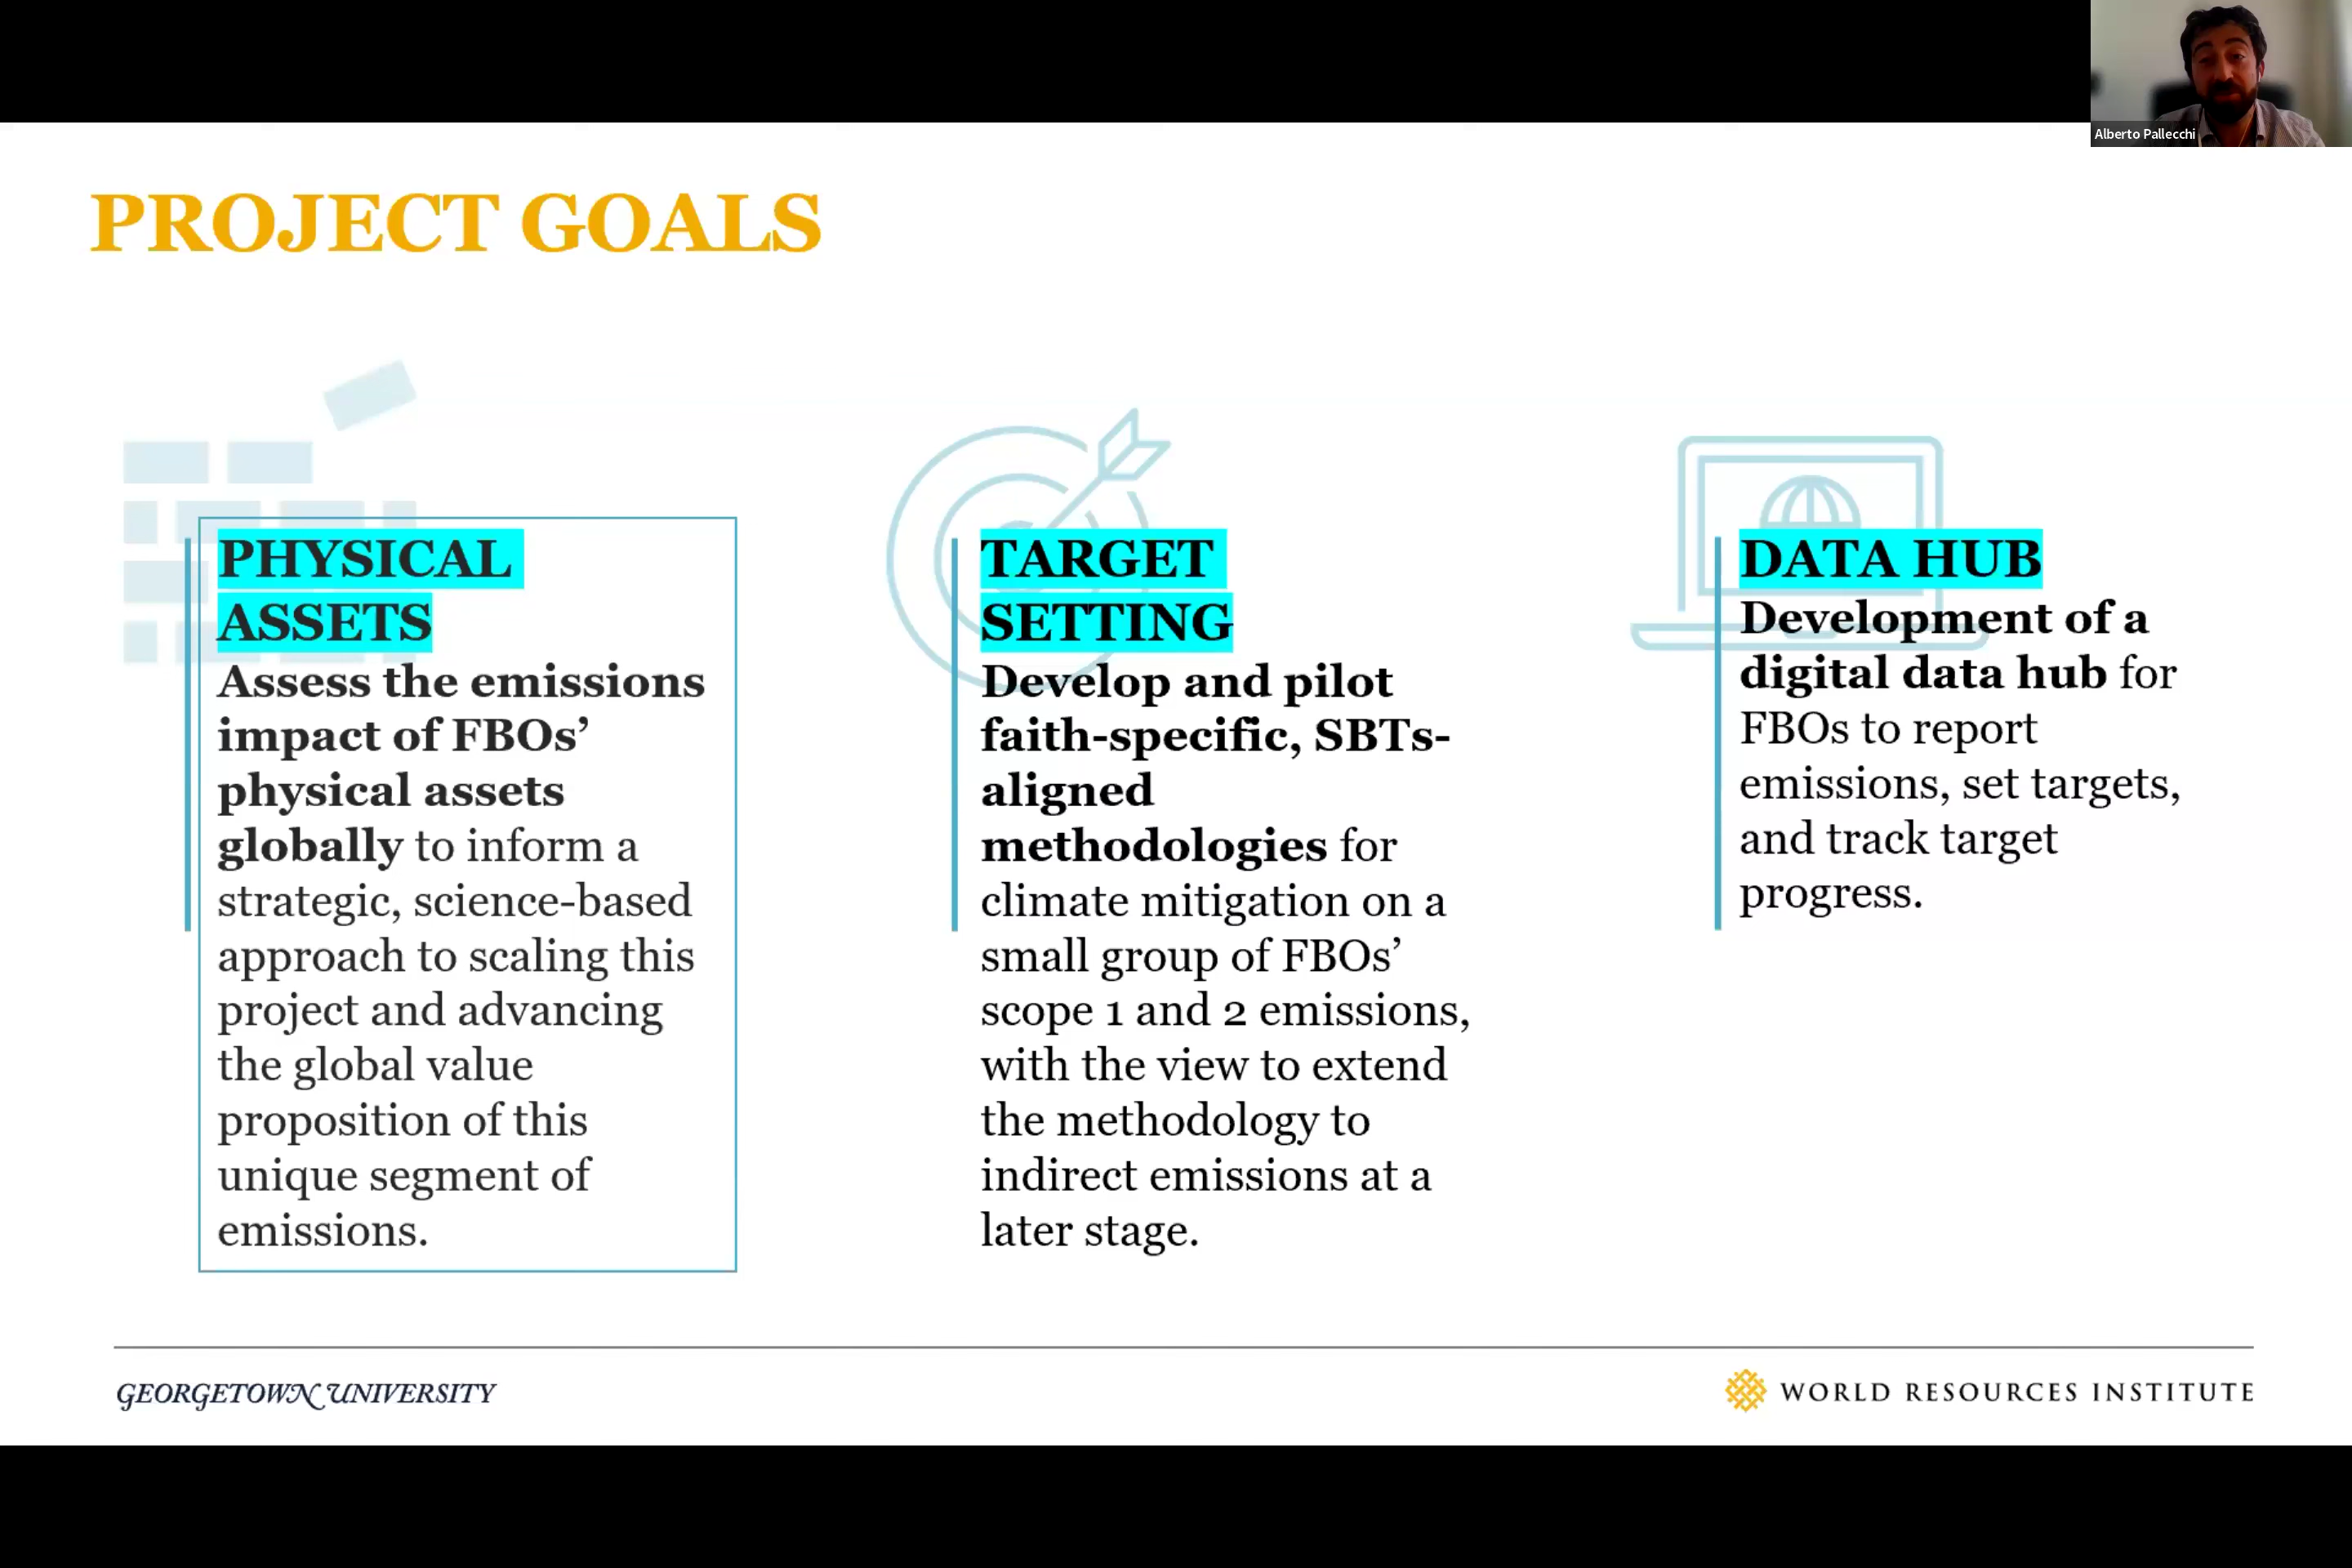 Alberto Pallecchi
PROJECT GOALS
PHYSICAL
ASSETS
Assess the emissions
impact of FBOs’
physical assets
globally to inform a
strategic, science-based
approach to scaling this
project and advancing
the global value
proposition of this
unique segment of
emissions.
TARGET
SETTING
Develop and pilot
faith-specific, SBTs-
aligned
methodologies for
climate mitigation on a
small group of FBOs’
scope 1 and 2 emissions,
with the view to extend
the methodology to
indirect emissions at a
later stage.
DATA HUB
Development of a
digital data hub for
FBOs to report
emissions, set targets,
and track target
progress.
GEORGETOWN UNIVERSITY
WORLD RESOURCES INSTITUTE